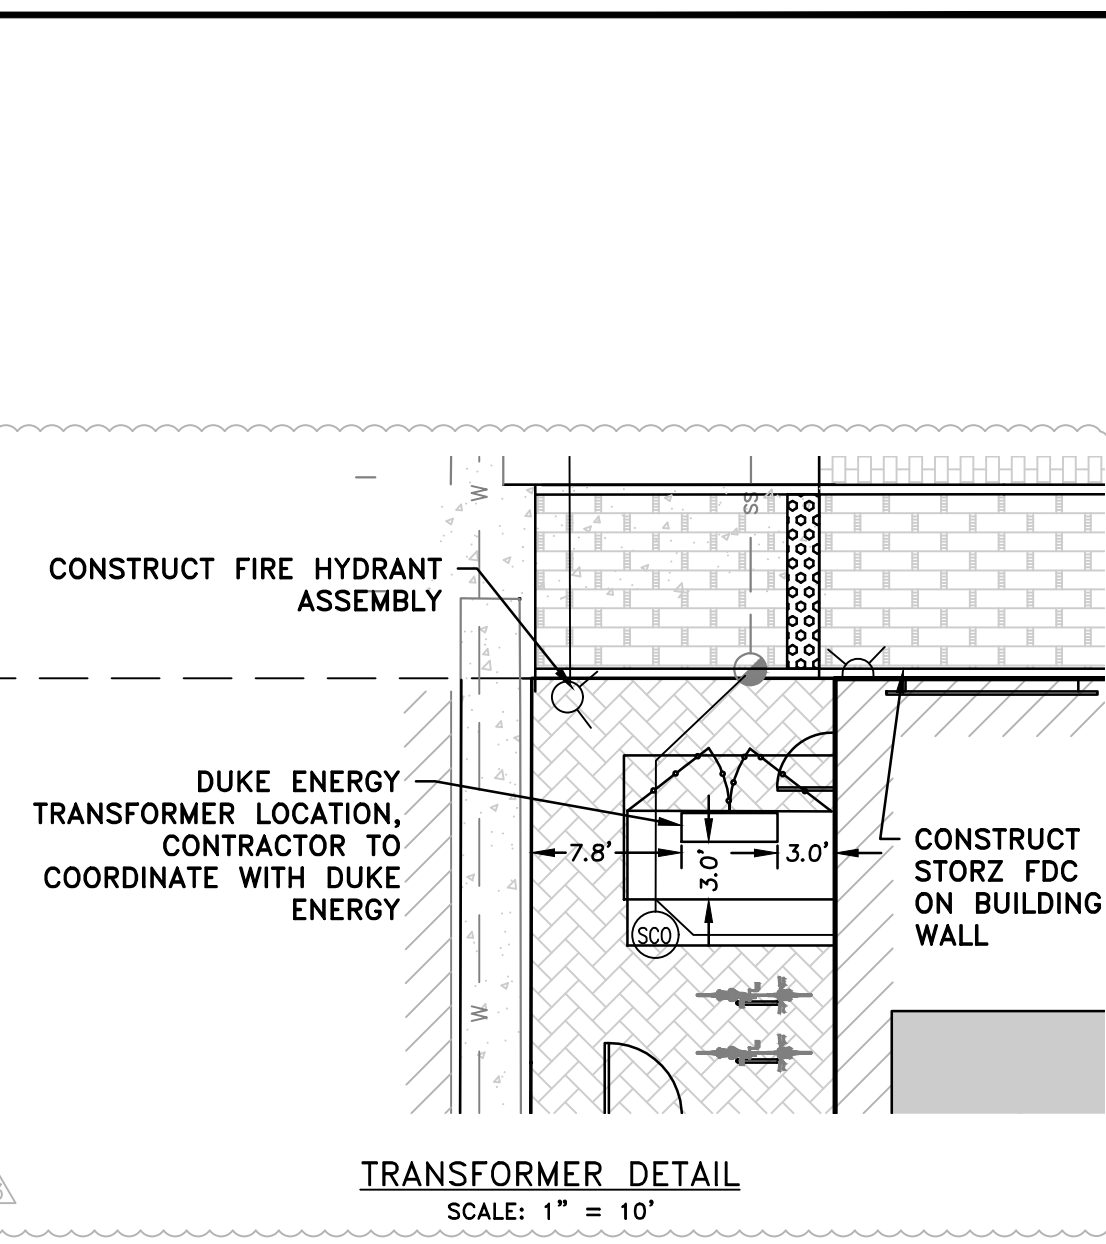 W
SS
CONSTRUCT FIRE HYDRANT
ASSEMBLY
DUKE ENERGY
TRANSFORMER LOCATION,
CONTRACTOR TO
COORDINATE WITH DUKE
ENERGY
7.8'
3.0'
3.0'
CONSTRUCT
STORZ FDC
ON BUILDING
WALL
SCO
W
TRANSFORMER DETAIL
SCALE: 1" = 10'